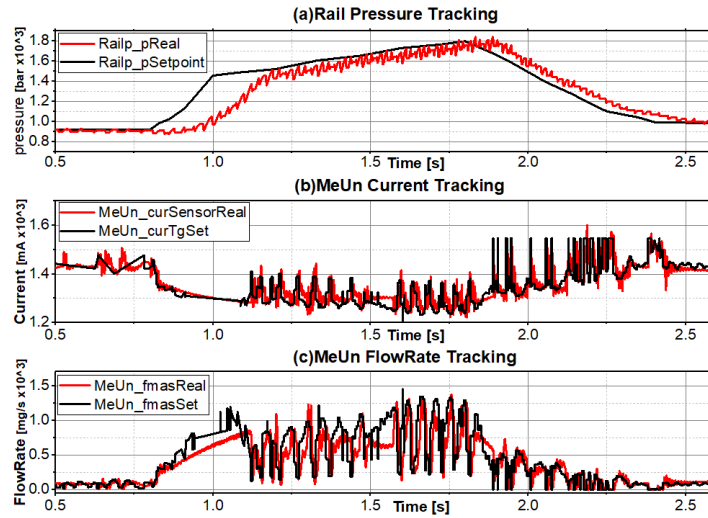 (a)Rail Pressure Tracking
pressure [bar x10^3]
1.8
1.6
1.4
1.2
1.0
0.8
Railp_pReal
Railp_pSetpoint
0.5 1.0 1.5 2.0 2.5
Time [s]
(b)MeUn Current Tracking
Current [mA x10^3]
1.6
1.4
1.2
MeUn_curSensorReal
MeUn_curTgSet
0.5 1.0 1.5 2.0 2.5
Time [s]
(c)MeUn FlowRate Tracking
FlowRate [mg/s x10^3]
1.5
1.0
0.5
0.0
MeUn_fmasReal
MeUn_fmasSet
0.5 1.0 1.5 2.0 2.5
Time [s]